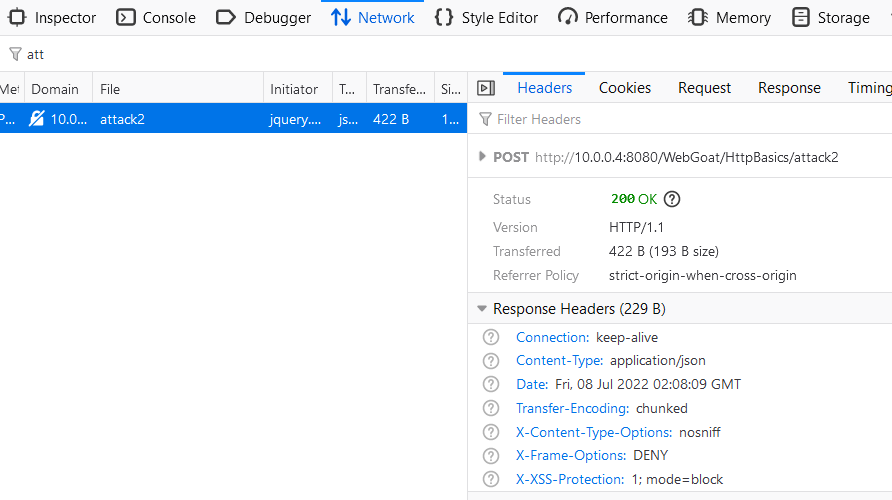 Inspector Console Debugger Network Style Editor Performance Memory Storage
att
Met Domain File Initiator T... Transfe... Si...
P... 10.0... attack2 jquery.... js... 422 B 1...
Headers Cookies Request Response Timing
Filter Headers
POST http://10.0.0.4:8080/WebGoat/HttpBasics/attack2
Status 200 OK
Version HTTP/1.1
Transferred 422 B (193 B size)
Referrer Policy strict-origin-when-cross-origin
Response Headers (229 B)
Connection: keep-alive
Content-Type: application/json
Date: Fri, 08 Jul 2022 02:08:09 GMT
Transfer-Encoding: chunked
X-Content-Type-Options: nosniff
X-Frame-Options: DENY
X-XSS-Protection: 1; mode=block